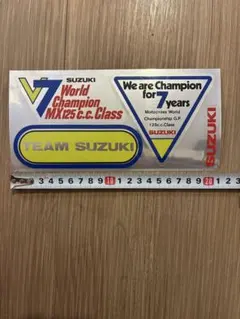 V7
SUZUKI
World
Champion
MX125 c.c. Class
TEAM SUZUKI
We are Champion
for 7
years
Motocross World
Championship G.P
125cc Class
SUZUKI
SUZUKI
3 4 5 6 7 8 9 10 1 2 3 4 5 6 7 8 9 20 1 2